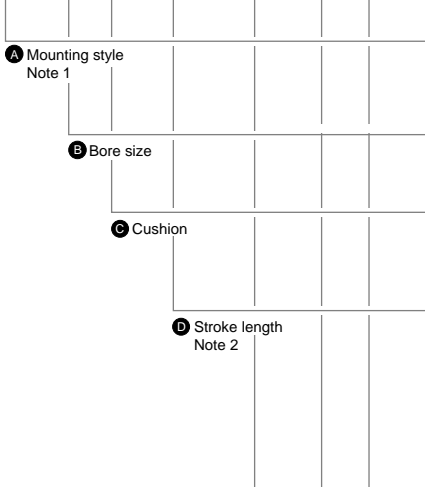 A Mounting style
Note 1
B Bore size
C Cushion
D Stroke length
Note 2